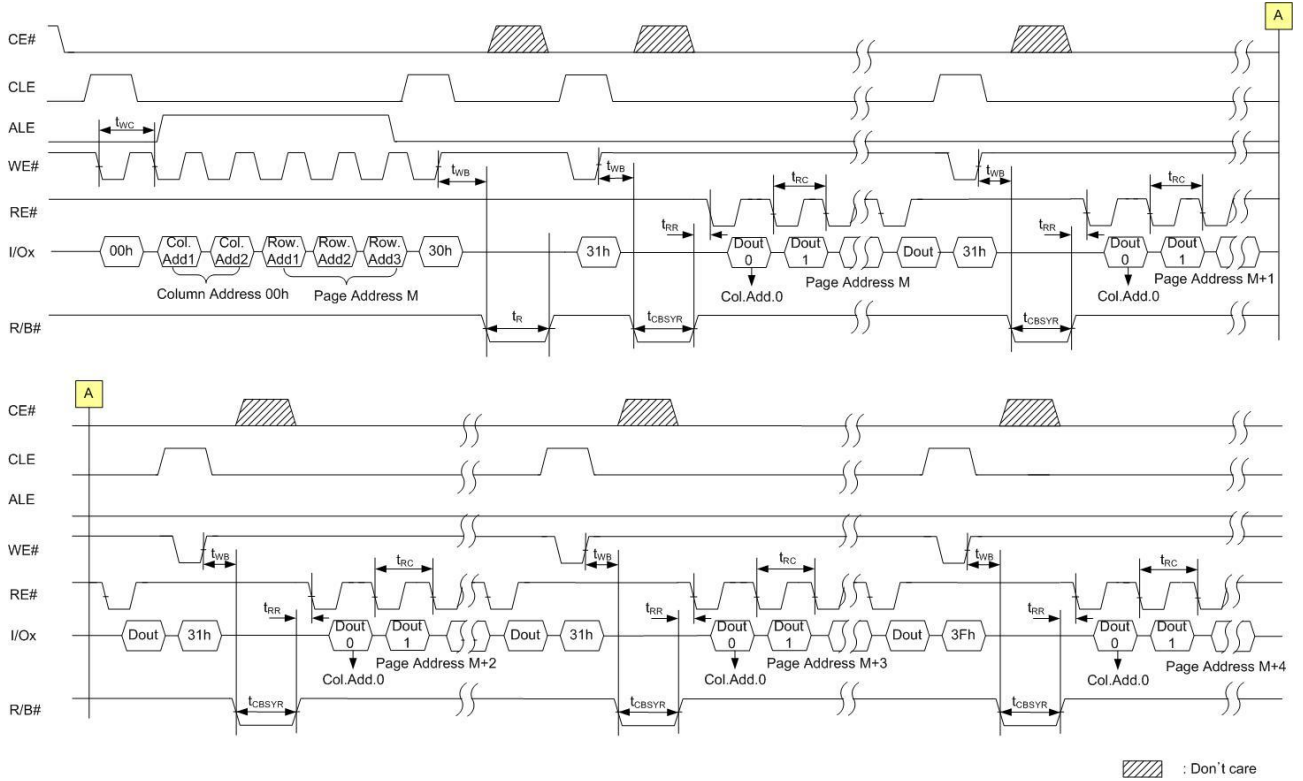 A
CE#
CLE
ALE
tWC
WE#
tWB tWB tWB
RE#
tRC tRC
tRR tRR
I/Ox
00h Col. Add1 Col. Add2 Row. Add1 Row. Add2 Row. Add3 30h 31h Dout 0 Dout 1 Dout 31h Dout 0 Dout 1
Column Address 00h Page Address M Col.Add.0 Page Address M Col.Add.0 Page Address M+1
R/B#
tR tCBSYR tCBSYR
A
CE#
CLE
ALE
WE#
tWB tWB tWB
RE#
tRC tRC tRC
tRR tRR tRR
I/Ox
Dout 31h Dout 0 Dout 1 Dout 31h Dout 0 Dout 1 Dout 3Fh Dout 0 Dout 1
Page Address M+2 Page Address M+3 Page Address M+4
Col.Add.0 Col.Add.0 Col.Add.0
R/B#
tCBSYR tCBSYR tCBSYR
: Don't care